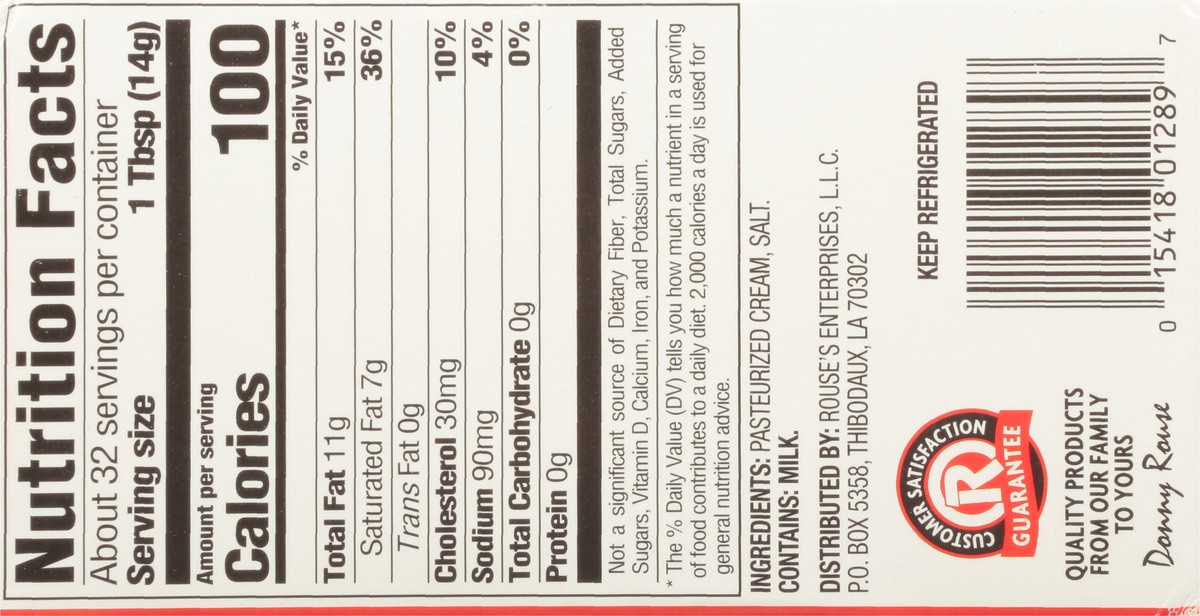 Nutrition Facts
About 32 servings per container
Serving size 1 Tbsp (14g)
Amount per serving
Calories 100
% Daily Value*
Total Fat 11g 15%
Saturated Fat 7g 36%
Trans Fat 0g
Cholesterol 30mg 10%
Sodium 90mg 4%
Total Carbohydrate 0g 0%
Protein 0g
Not a significant source of Dietary Fiber, Total Sugars, Added
Sugars, Vitamin D, Calcium, Iron, and Potassium.
* The % Daily Value (DV) tells you how much a nutrient in a serving
of food contributes to a daily diet. 2,000 calories a day is used for
general nutrition advice.
INGREDIENTS: PASTEURIZED CREAM, SALT.
CONTAINS: MILK.
DISTRIBUTED BY: ROUSE'S ENTERPRISES, L.L.C.
P.O. BOX 5358, THIBODAUX, LA 70302
CUSTOMER SATISFACTION
R
GUARANTEE
KEEP REFRIGERATED
QUALITY PRODUCTS
FROM OUR FAMILY
TO YOURS
Donny Rouse
0 15418 01289 7